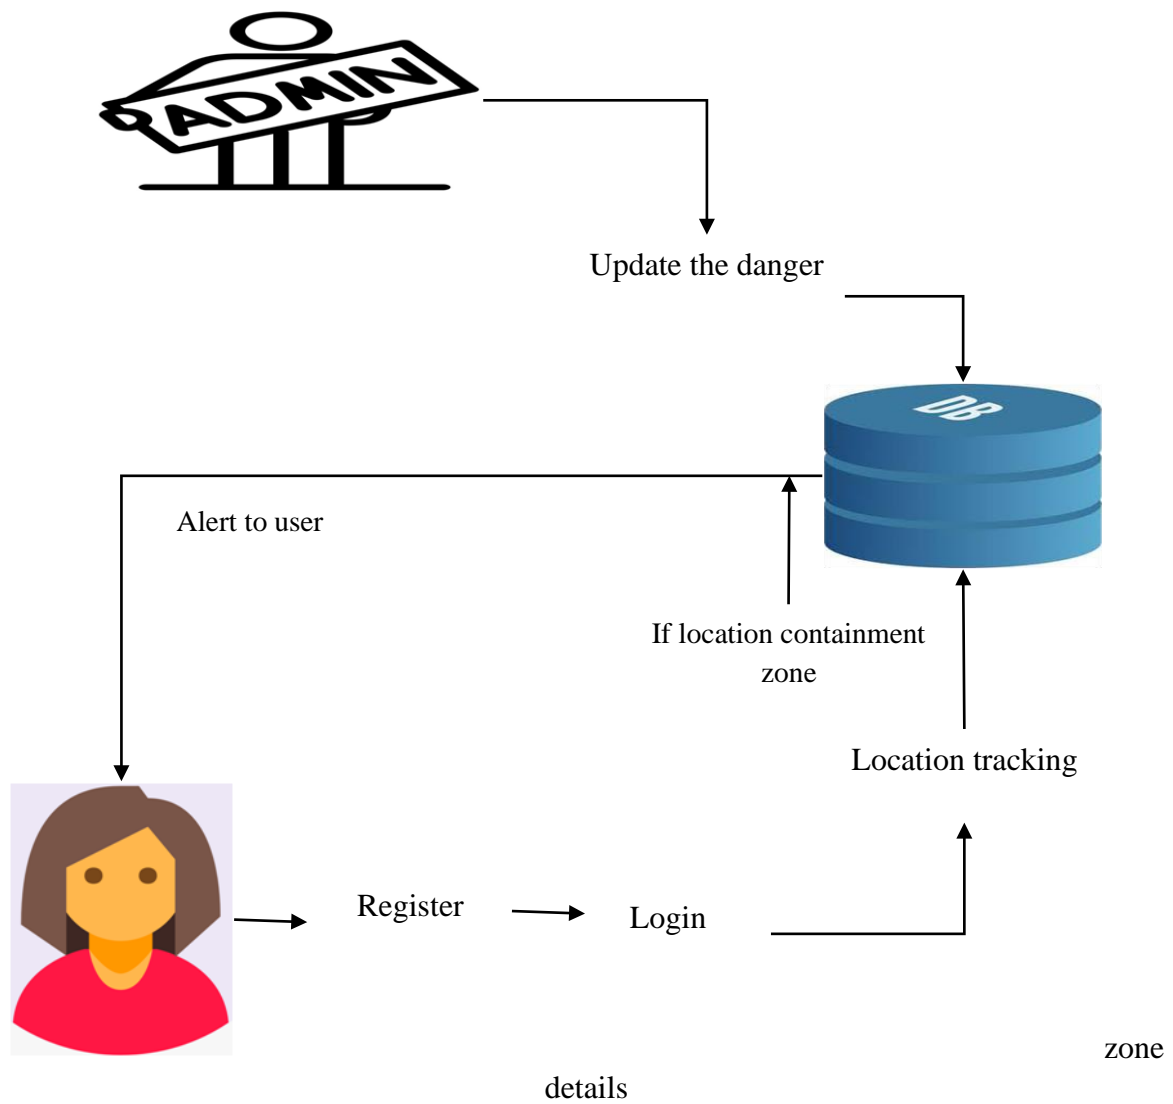 ADMIN
Update the danger
DB
Alert to user
If location containment
zone
Location tracking
Register
Login
zone
details